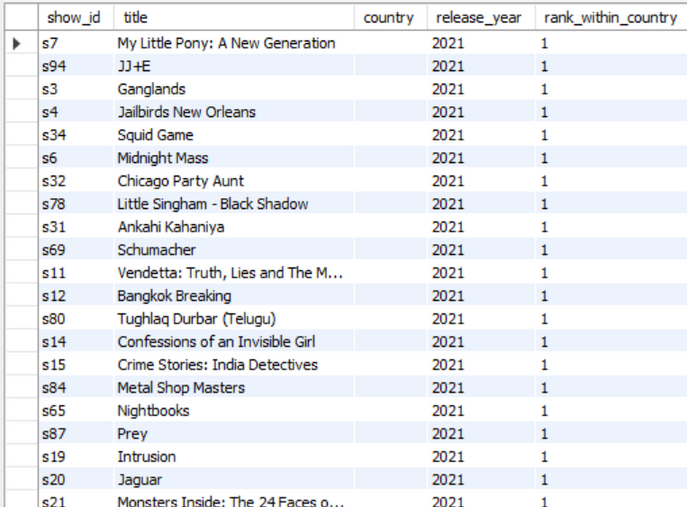 show_id title country release_year rank_within_country
s7 My Little Pony: A New Generation 2021 1
s94 JJ+E 2021 1
s3 Ganglands 2021 1
s4 Jailbirds New Orleans 2021 1
s34 Squid Game 2021 1
s6 Midnight Mass 2021 1
s32 Chicago Party Aunt 2021 1
s78 Little Singham - Black Shadow 2021 1
s31 Ankahi Kahaniya 2021 1
s69 Schumacher 2021 1
s11 Vendetta: Truth, Lies and The M... 2021 1
s12 Bangkok Breaking 2021 1
s80 Tughlaq Durbar (Telugu) 2021 1
s14 Confessions of an Invisible Girl 2021 1
s15 Crime Stories: India Detectives 2021 1
s84 Metal Shop Masters 2021 1
s65 Nightbooks 2021 1
s87 Prey 2021 1
s19 Intrusion 2021 1
s20 Jaguar 2021 1
s21 Monsters Inside: The 24 Faces o... 2021 1